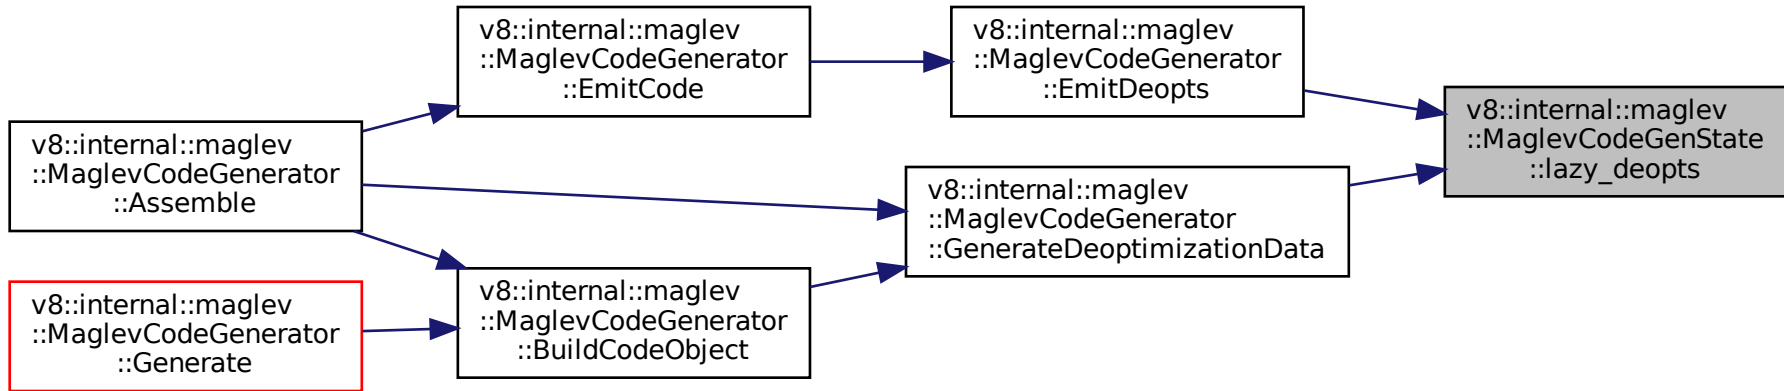 v8::internal::maglev
::MaglevCodeGenerator
::EmitCode
v8::internal::maglev
::MaglevCodeGenerator
::EmitDeopts
v8::internal::maglev
::MaglevCodeGenState
::lazy_deopts
v8::internal::maglev
::MaglevCodeGenerator
::Assemble
v8::internal::maglev
::MaglevCodeGenerator
::GenerateDeoptimizationData
v8::internal::maglev
::MaglevCodeGenerator
::Generate
v8::internal::maglev
::MaglevCodeGenerator
::BuildCodeObject